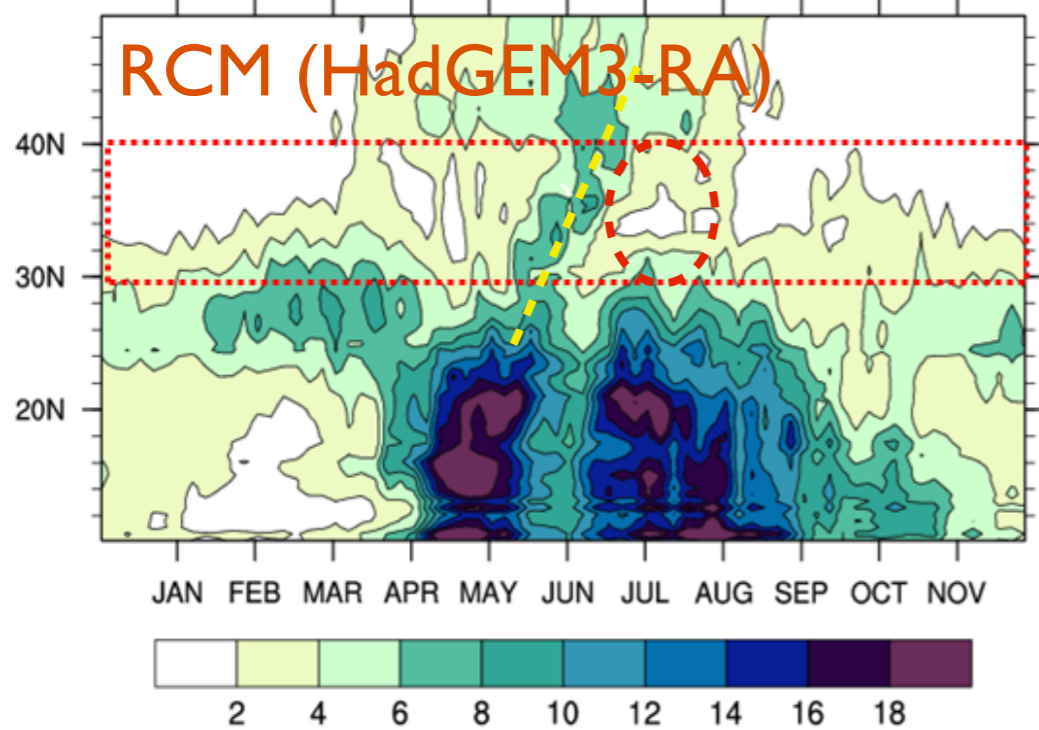 RCM (HadGEM3-RA)
40N
30N
20N
JAN FEB MAR APR MAY JUN JUL AUG SEP OCT NOV
2 4 6 8 10 12 14 16 18